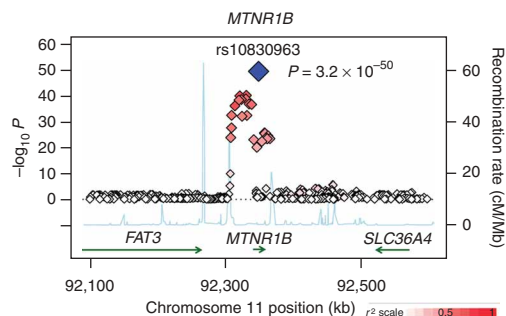 MTNR1B
rs10830963
P = 3.2 × 10⁻⁵⁰
–log₁₀ P
60
50
40
30
20
10
0
Recombination rate (cM/Mb)
60
40
20
0
FAT3
MTNR1B
SLC36A4
92,100
92,300
92,500
Chromosome 11 position (kb)
r² scale
0.5
1